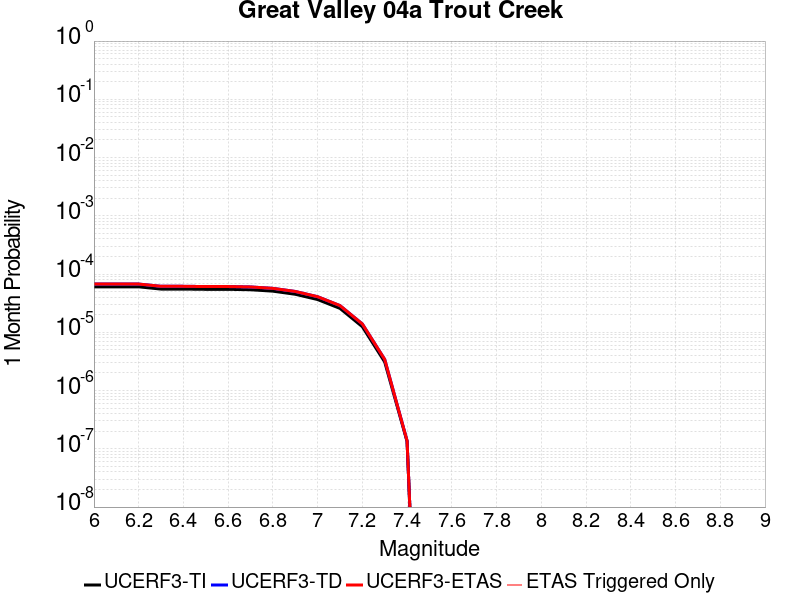 Great Valley 04a Trout Creek
10^0
10^-1
10^-2
10^-3
10^-4
10^-5
10^-6
10^-7
10^-8
1 Month Probability
6 6.2 6.4 6.6 6.8 7 7.2 7.4 7.6 7.8 8 8.2 8.4 8.6 8.8 9
Magnitude
UCERF3-TI UCERF3-TD UCERF3-ETAS ETAS Triggered Only